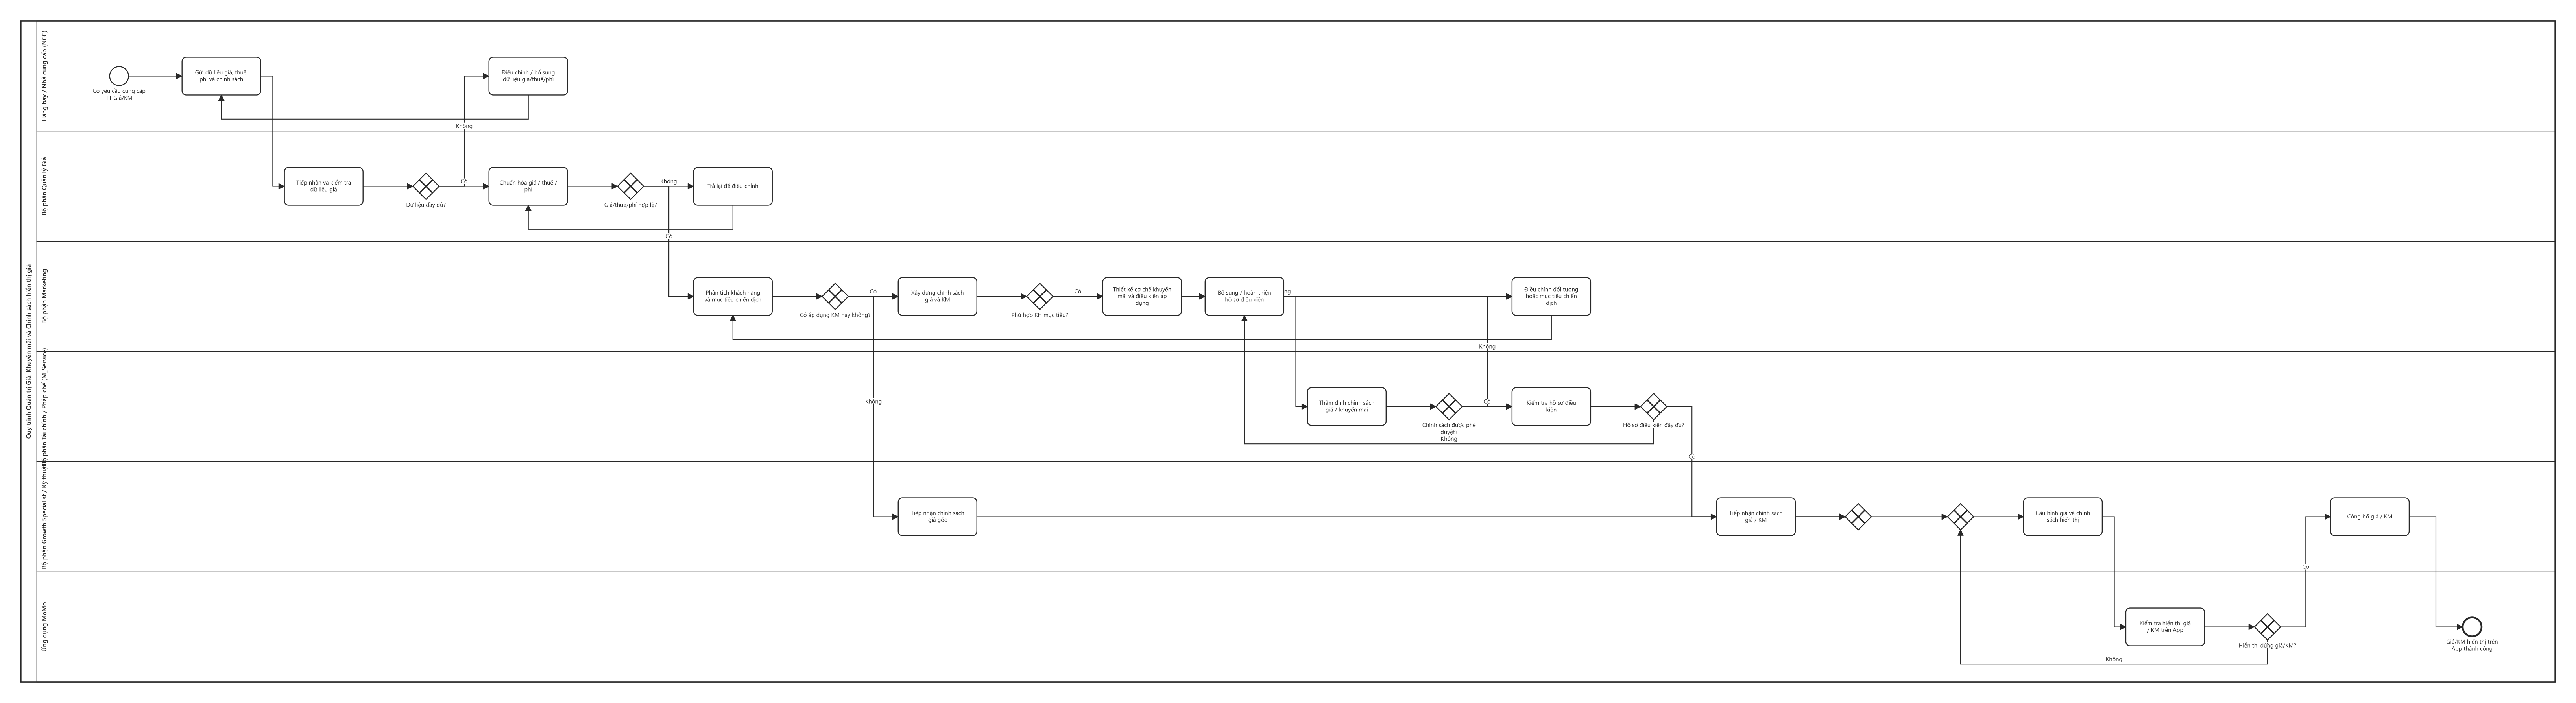 Quy trình Quản trị Giá, Khuyến mãi và Chính sách hiển thị giá
Hãng bay / Nhà cung cấp (NCC)
Có yêu cầu cung cấp
TT Giá/KM
Gửi dữ liệu giá, thuế,
phí và chính sách
Điều chỉnh / bổ sung
dữ liệu giá/thuế/phí
Không
Bộ phận Quản lý Giá
Tiếp nhận và kiểm tra
dữ liệu giá
Dữ liệu đầy đủ?
Có
Chuẩn hóa giá / thuế /
phí
Giá/thuế/phí hợp lệ?
Không
Trả lại để điều chỉnh
Có
Bộ phận Marketing
Phân tích khách hàng
và mục tiêu chiến dịch
Có áp dụng KM hay không?
Có
Xây dựng chính sách
giá và KM
Phù hợp KH mục tiêu?
Có
Thiết kế cơ chế khuyến
mãi và điều kiện áp
dụng
Bổ sung / hoàn thiện
hồ sơ điều kiện
ng
Điều chỉnh đối tượng
hoặc mục tiêu chiến
dịch
Không
Bộ phận Tài chính / Pháp chế (M_Service)
Không
Thẩm định chính sách
giá / khuyến mãi
Chính sách được phê
duyệt?
Không
Có
Kiểm tra hồ sơ điều
kiện
Hồ sơ điều kiện đầy đủ?
Có
Bộ phận Growth Specialist / Kỹ thuật
Tiếp nhận chính sách
giá gốc
Tiếp nhận chính sách
giá / KM
Cấu hình giá và chính
sách hiển thị
Công bố giá / KM
Có
Ứng dụng MoMo
Kiểm tra hiển thị giá
/ KM trên App
Hiển thị đúng giá/KM?
Không
Giá/KM hiển thị trên
App thành công